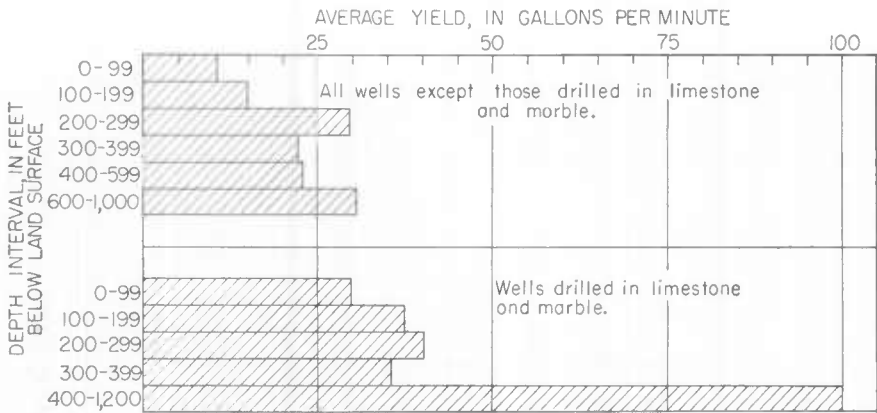 AVERAGE YIELD, IN GALLONS PER MINUTE
25 50 75 100
DEPTH INTERVAL, IN FEET
BELOW LAND SURFACE
0-99
100-199
200-299
300-399
400-599
600-1,000
All wells except those drilled in limestone
and marble.
0-99
100-199
200-299
300-399
400-1,200
Wells drilled in limestone
and marble.